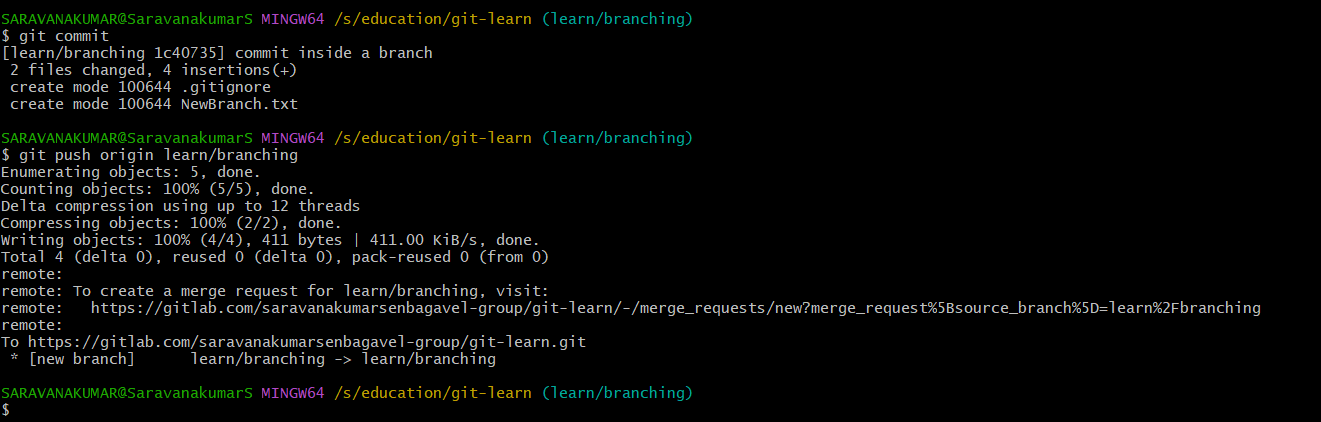 SARAVANAKUMAR@SaravanakumarS MINGW64 /s/education/git-learn (learn/branching)
$ git commit
[learn/branching 1c40735] commit inside a branch
 2 files changed, 4 insertions(+)
 create mode 100644 .gitignore
 create mode 100644 NewBranch.txt
SARAVANAKUMAR@SaravanakumarS MINGW64 /s/education/git-learn (learn/branching)
$ git push origin learn/branching
Enumerating objects: 5, done.
Counting objects: 100% (5/5), done.
Delta compression using up to 12 threads
Compressing objects: 100% (2/2), done.
Writing objects: 100% (4/4), 411 bytes | 411.00 KiB/s, done.
Total 4 (delta 0), reused 0 (delta 0), pack-reused 0 (from 0)
remote:
remote: To create a merge request for learn/branching, visit:
remote:   https://gitlab.com/saravanakumarsenbagavel-group/git-learn/-/merge_requests/new?merge_request%5Bsource_branch%5D=learn%2Fbranching
remote:
To https://gitlab.com/saravanakumarsenbagavel-group/git-learn.git
 * [new branch]      learn/branching -> learn/branching
SARAVANAKUMAR@SaravanakumarS MINGW64 /s/education/git-learn (learn/branching)
$